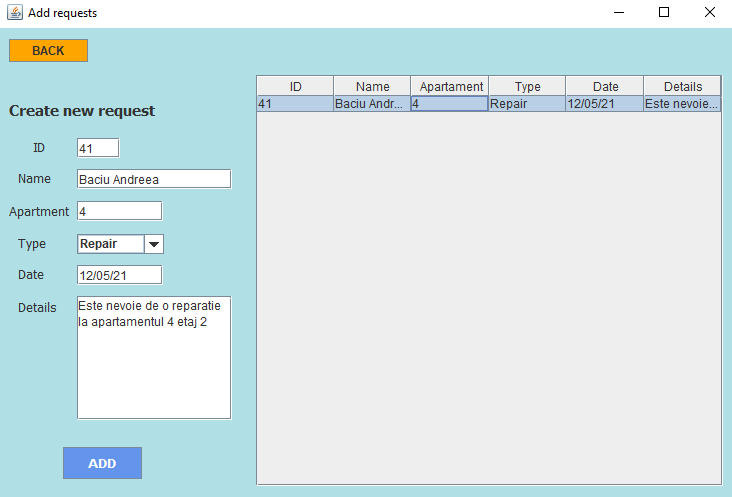 Add requests
BACK
Create new request
ID 41
Name Baciu Andreea
Apartment 4
Type Repair
Date 12/05/21
Details Este nevoie de o reparatie
la apartamentul 4 etaj 2
ADD
ID Name Apartament Type Date Details
41 Baciu Andr... 4 Repair 12/05/21 Este nevoie...